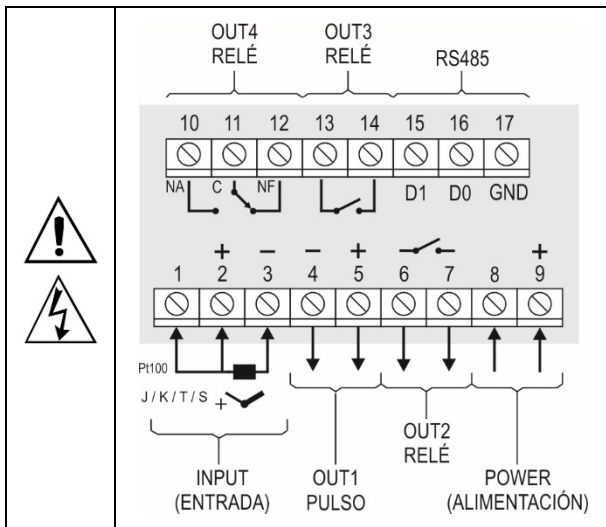 OUT4 OUT3
RELÉ RELÉ RS485
10 11 12 13 14 15 16 17
NA C NF D1 D0 GND
+ − − + +
1 2 3 4 5 6 7 8 9
Pt100
J / K / T / S +
OUT2
RELÉ
INPUT OUT1 POWER
(ENTRADA) PULSO (ALIMENTACIÓN)